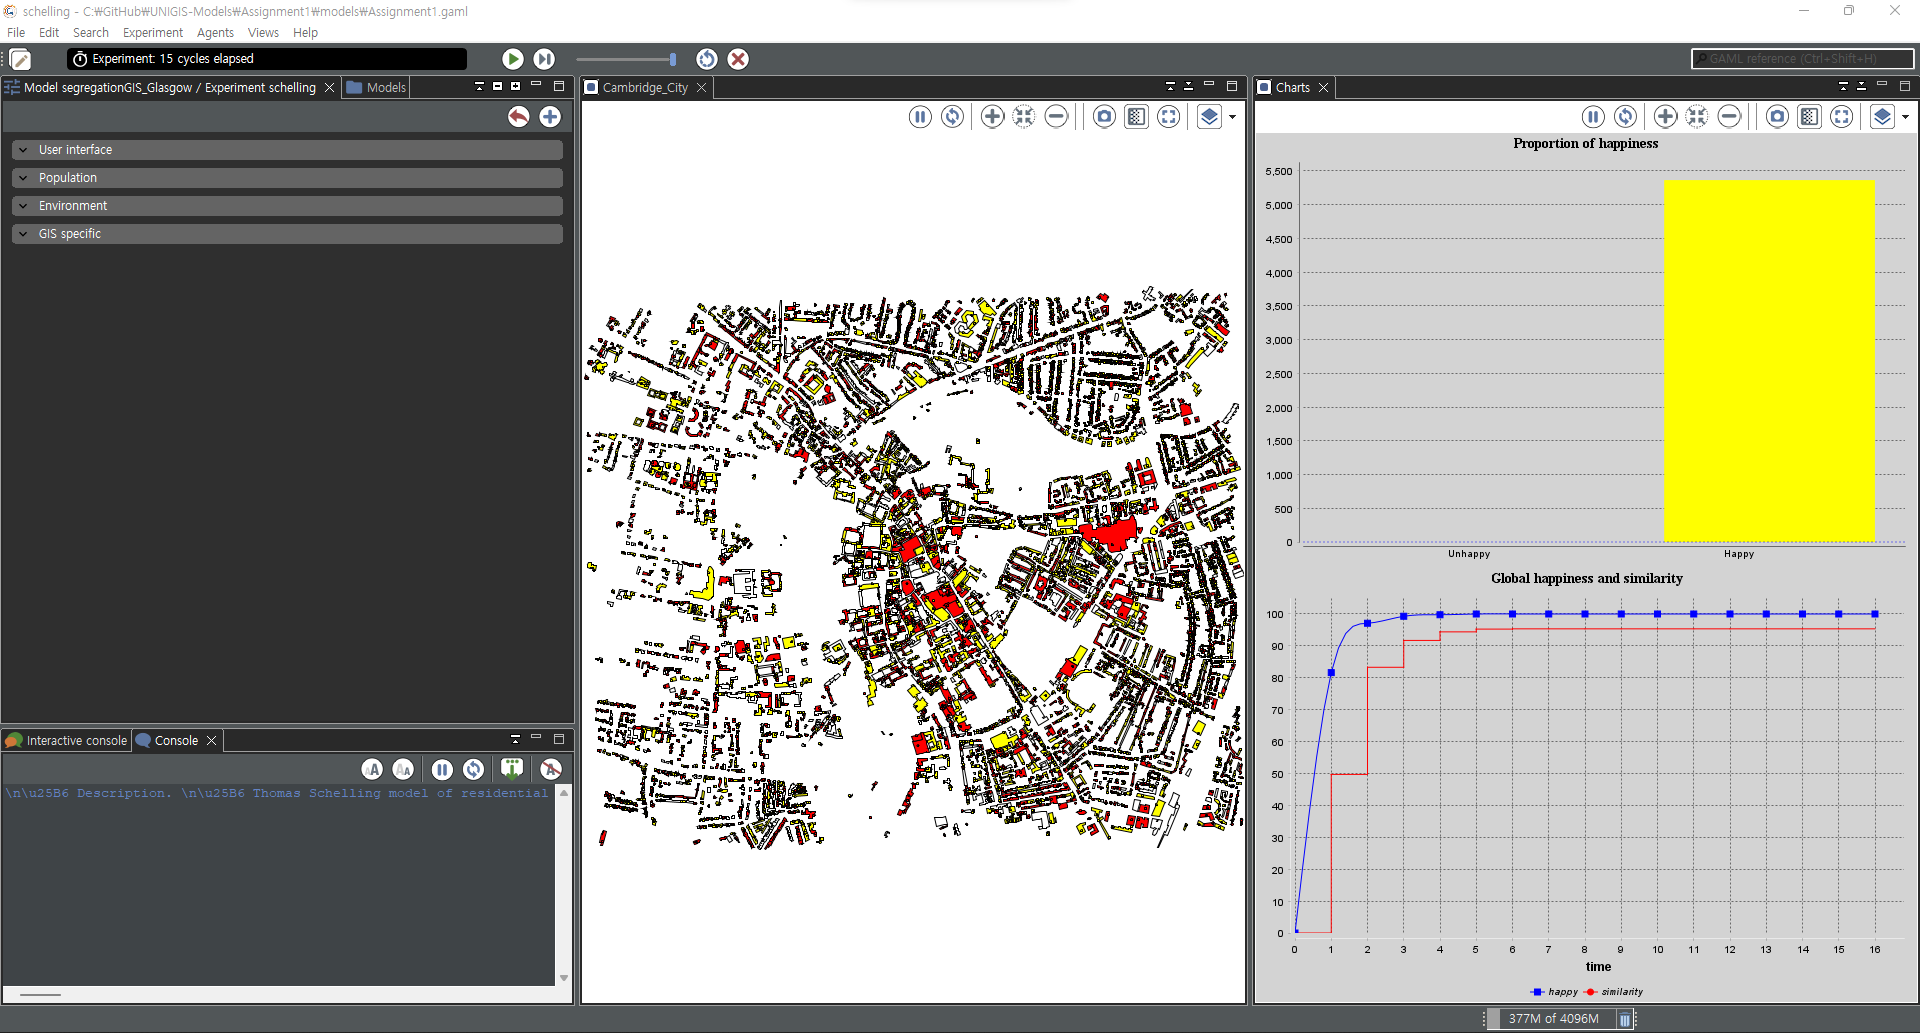 schelling - C:₩GitHub₩UNIGIS-Models₩Assignment1₩models₩Assignment1.gaml
File Edit Search Experiment Agents Views Help
Experiment: 15 cycles elapsed
GAML reference (Ctrl+Shift+H)
Model segregationGIS_Glasgow / Experiment schelling
Models
Cambridge_City
Charts
User interface
Population
Environment
GIS specific
Interactive console
Console
\n\u25B6 Description. \n\u25B6 Thomas Schelling model of residential
Proportion of happiness
5,500
5,000
4,500
4,000
3,500
3,000
2,500
2,000
1,500
1,000
500
0
Unhappy Happy
Global happiness and similarity
100
90
80
70
60
50
40
30
20
10
0
0 1 2 3 4 5 6 7 8 9 10 11 12 13 14 15 16
time
happy similarity
377M of 4096M